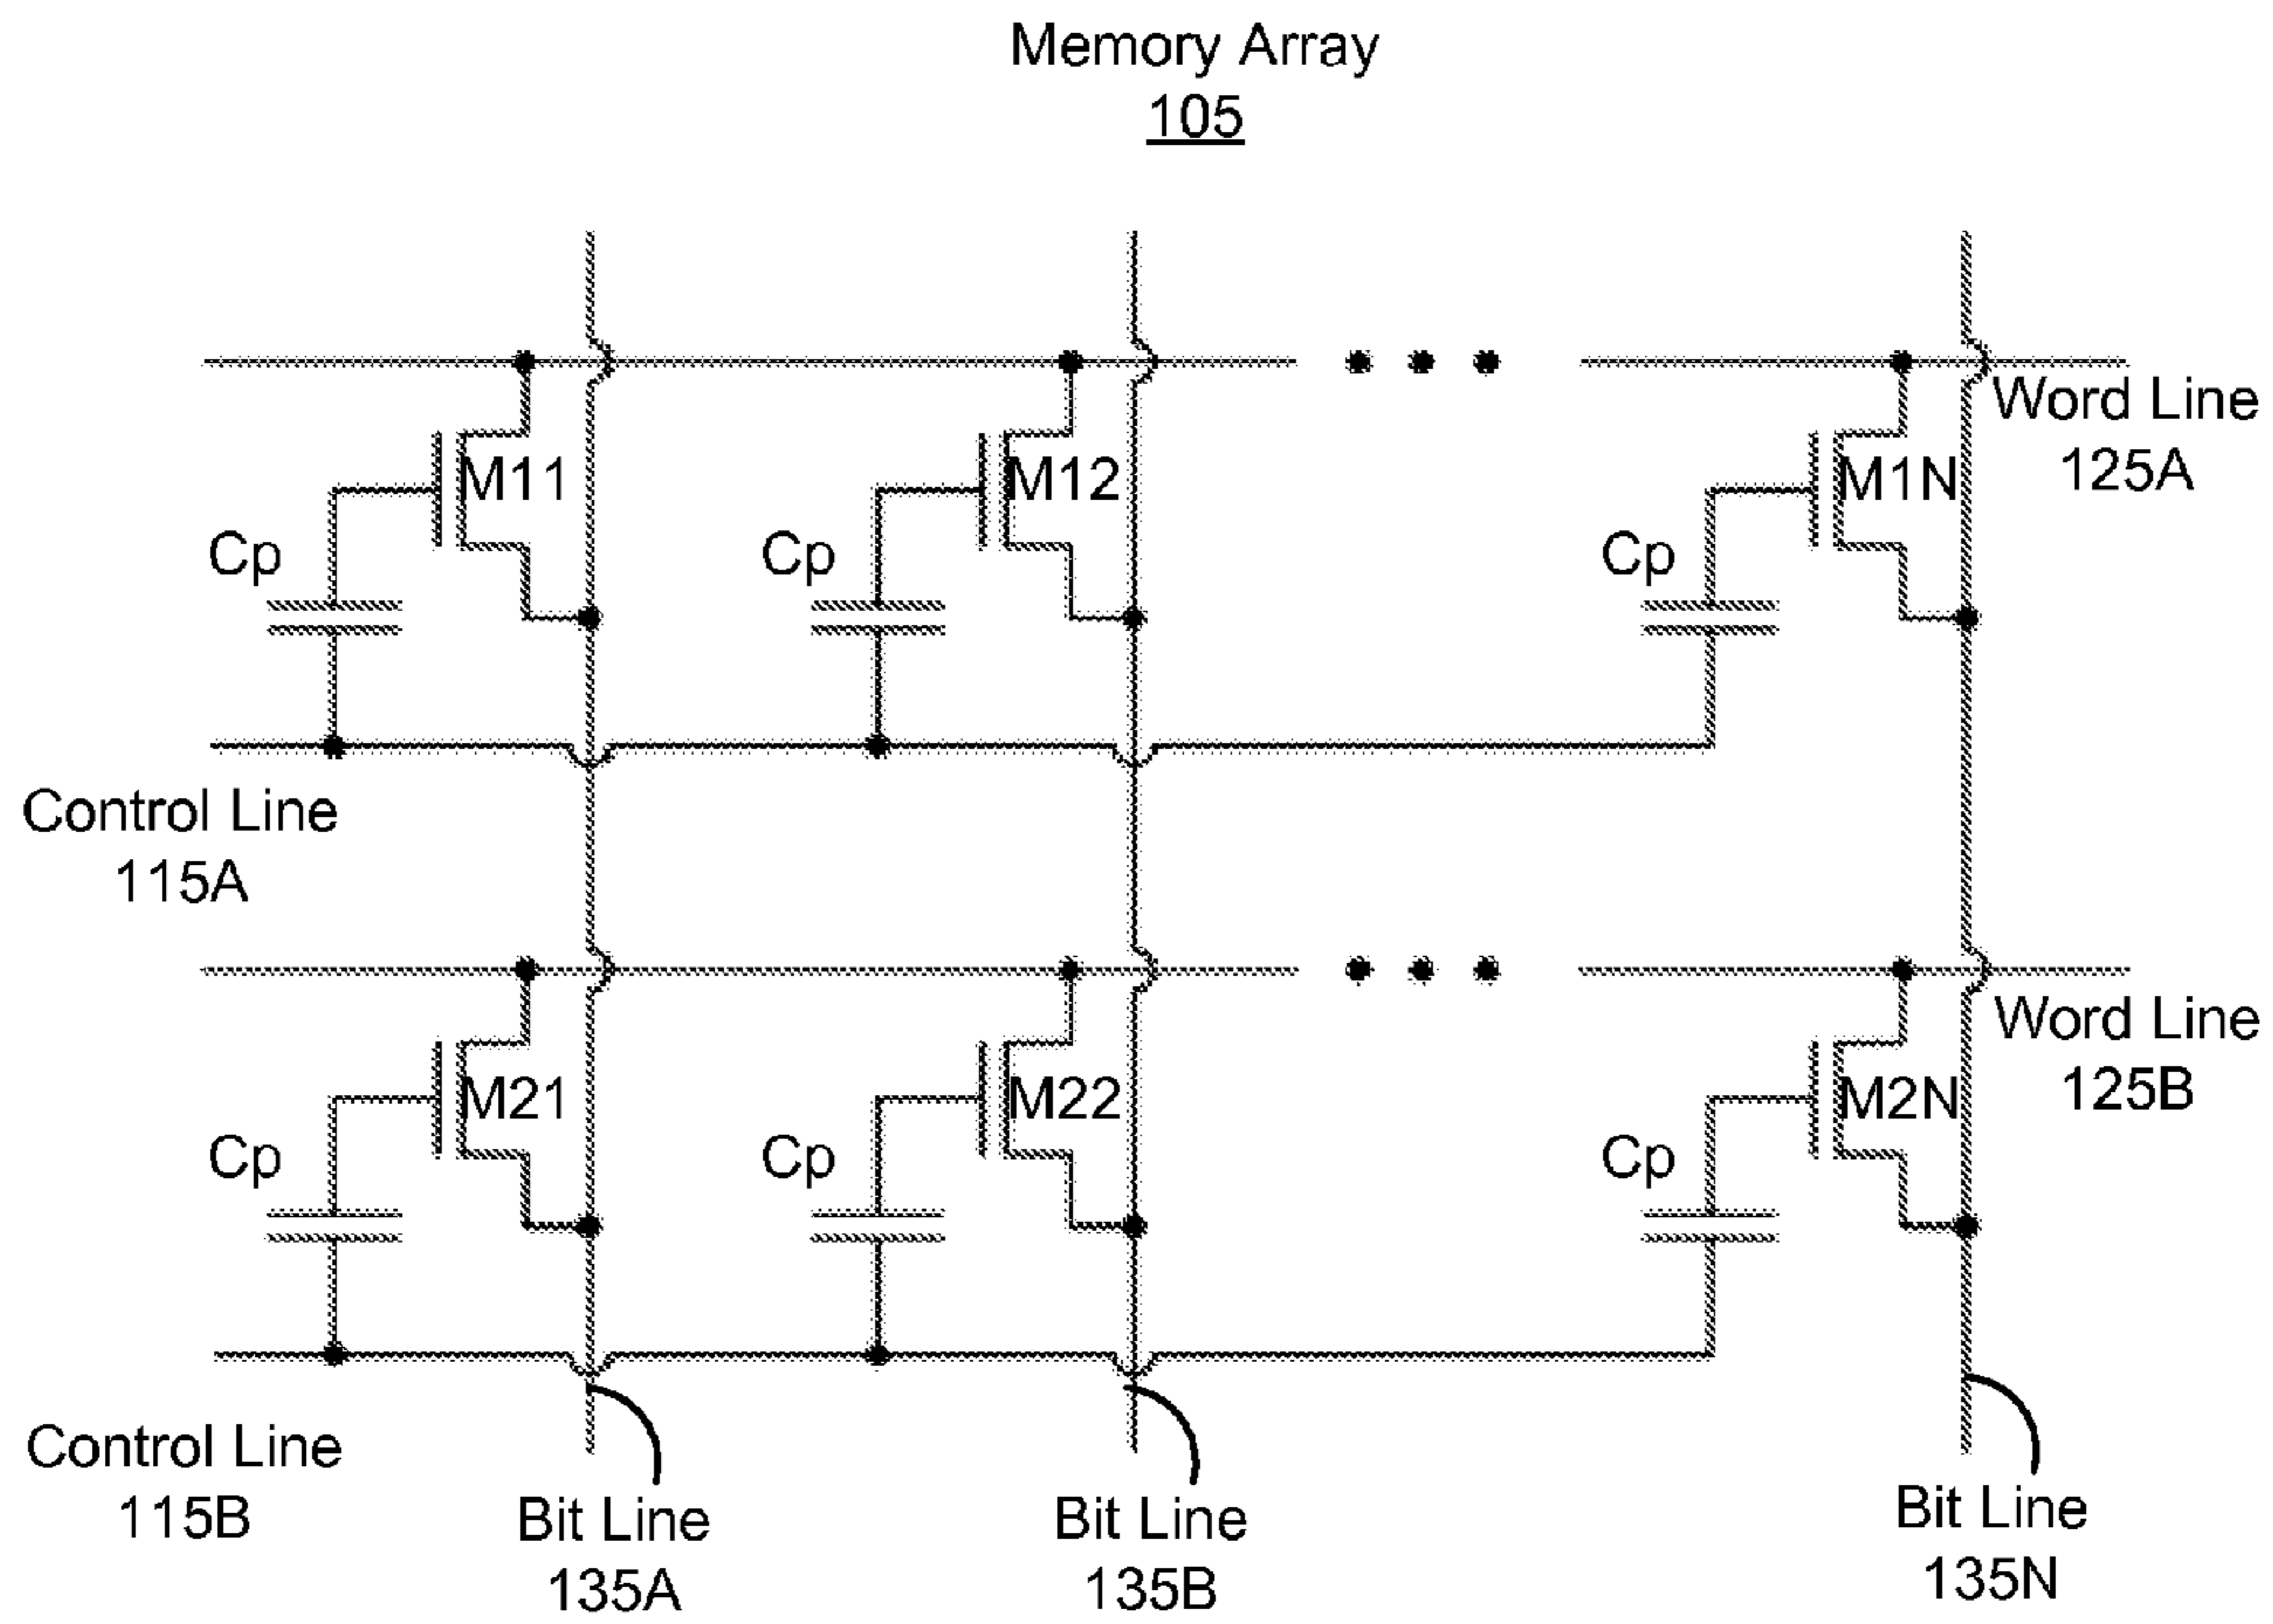 Memory Array
105
Word Line
125A
M11
M12
M1N
Cp
Cp
Cp
Control Line
115A
Word Line
125B
M21
M22
M2N
Cp
Cp
Cp
Control Line
115B
Bit Line
135A
Bit Line
135B
Bit Line
135N